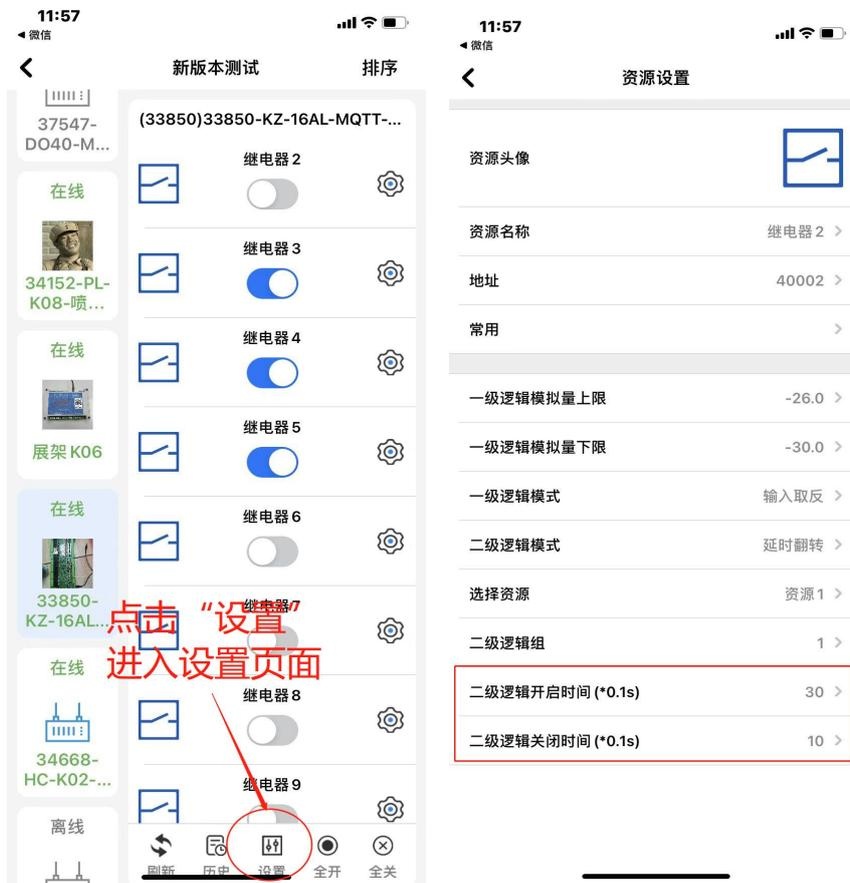 11:57
◀ 微信
新版本测试
排序
37547-
DO40-M...
在线
34152-PL-
K08-喷...
在线
展架 K06
在线
33850-
KZ-16AL...
在线
34668-
HC-K02-...
离线
(33850)33850-KZ-16AL-MQTT-...
继电器 2
继电器 3
继电器 4
继电器 5
继电器 6
继电器 7
继电器 8
继电器 9
点击“设置”
进入设置页面
刷新
历史
设置
全开
全关
11:57
◀ 微信
资源设置
资源头像
资源名称 继电器 2
地址 40002
常用
一级逻辑模拟量上限 -26.0
一级逻辑模拟量下限 -30.0
一级逻辑模式 输入取反
二级逻辑模式 延时翻转
选择资源 资源 1
二级逻辑组 1
二级逻辑开启时间 (*0.1s) 30
二级逻辑关闭时间 (*0.1s) 10